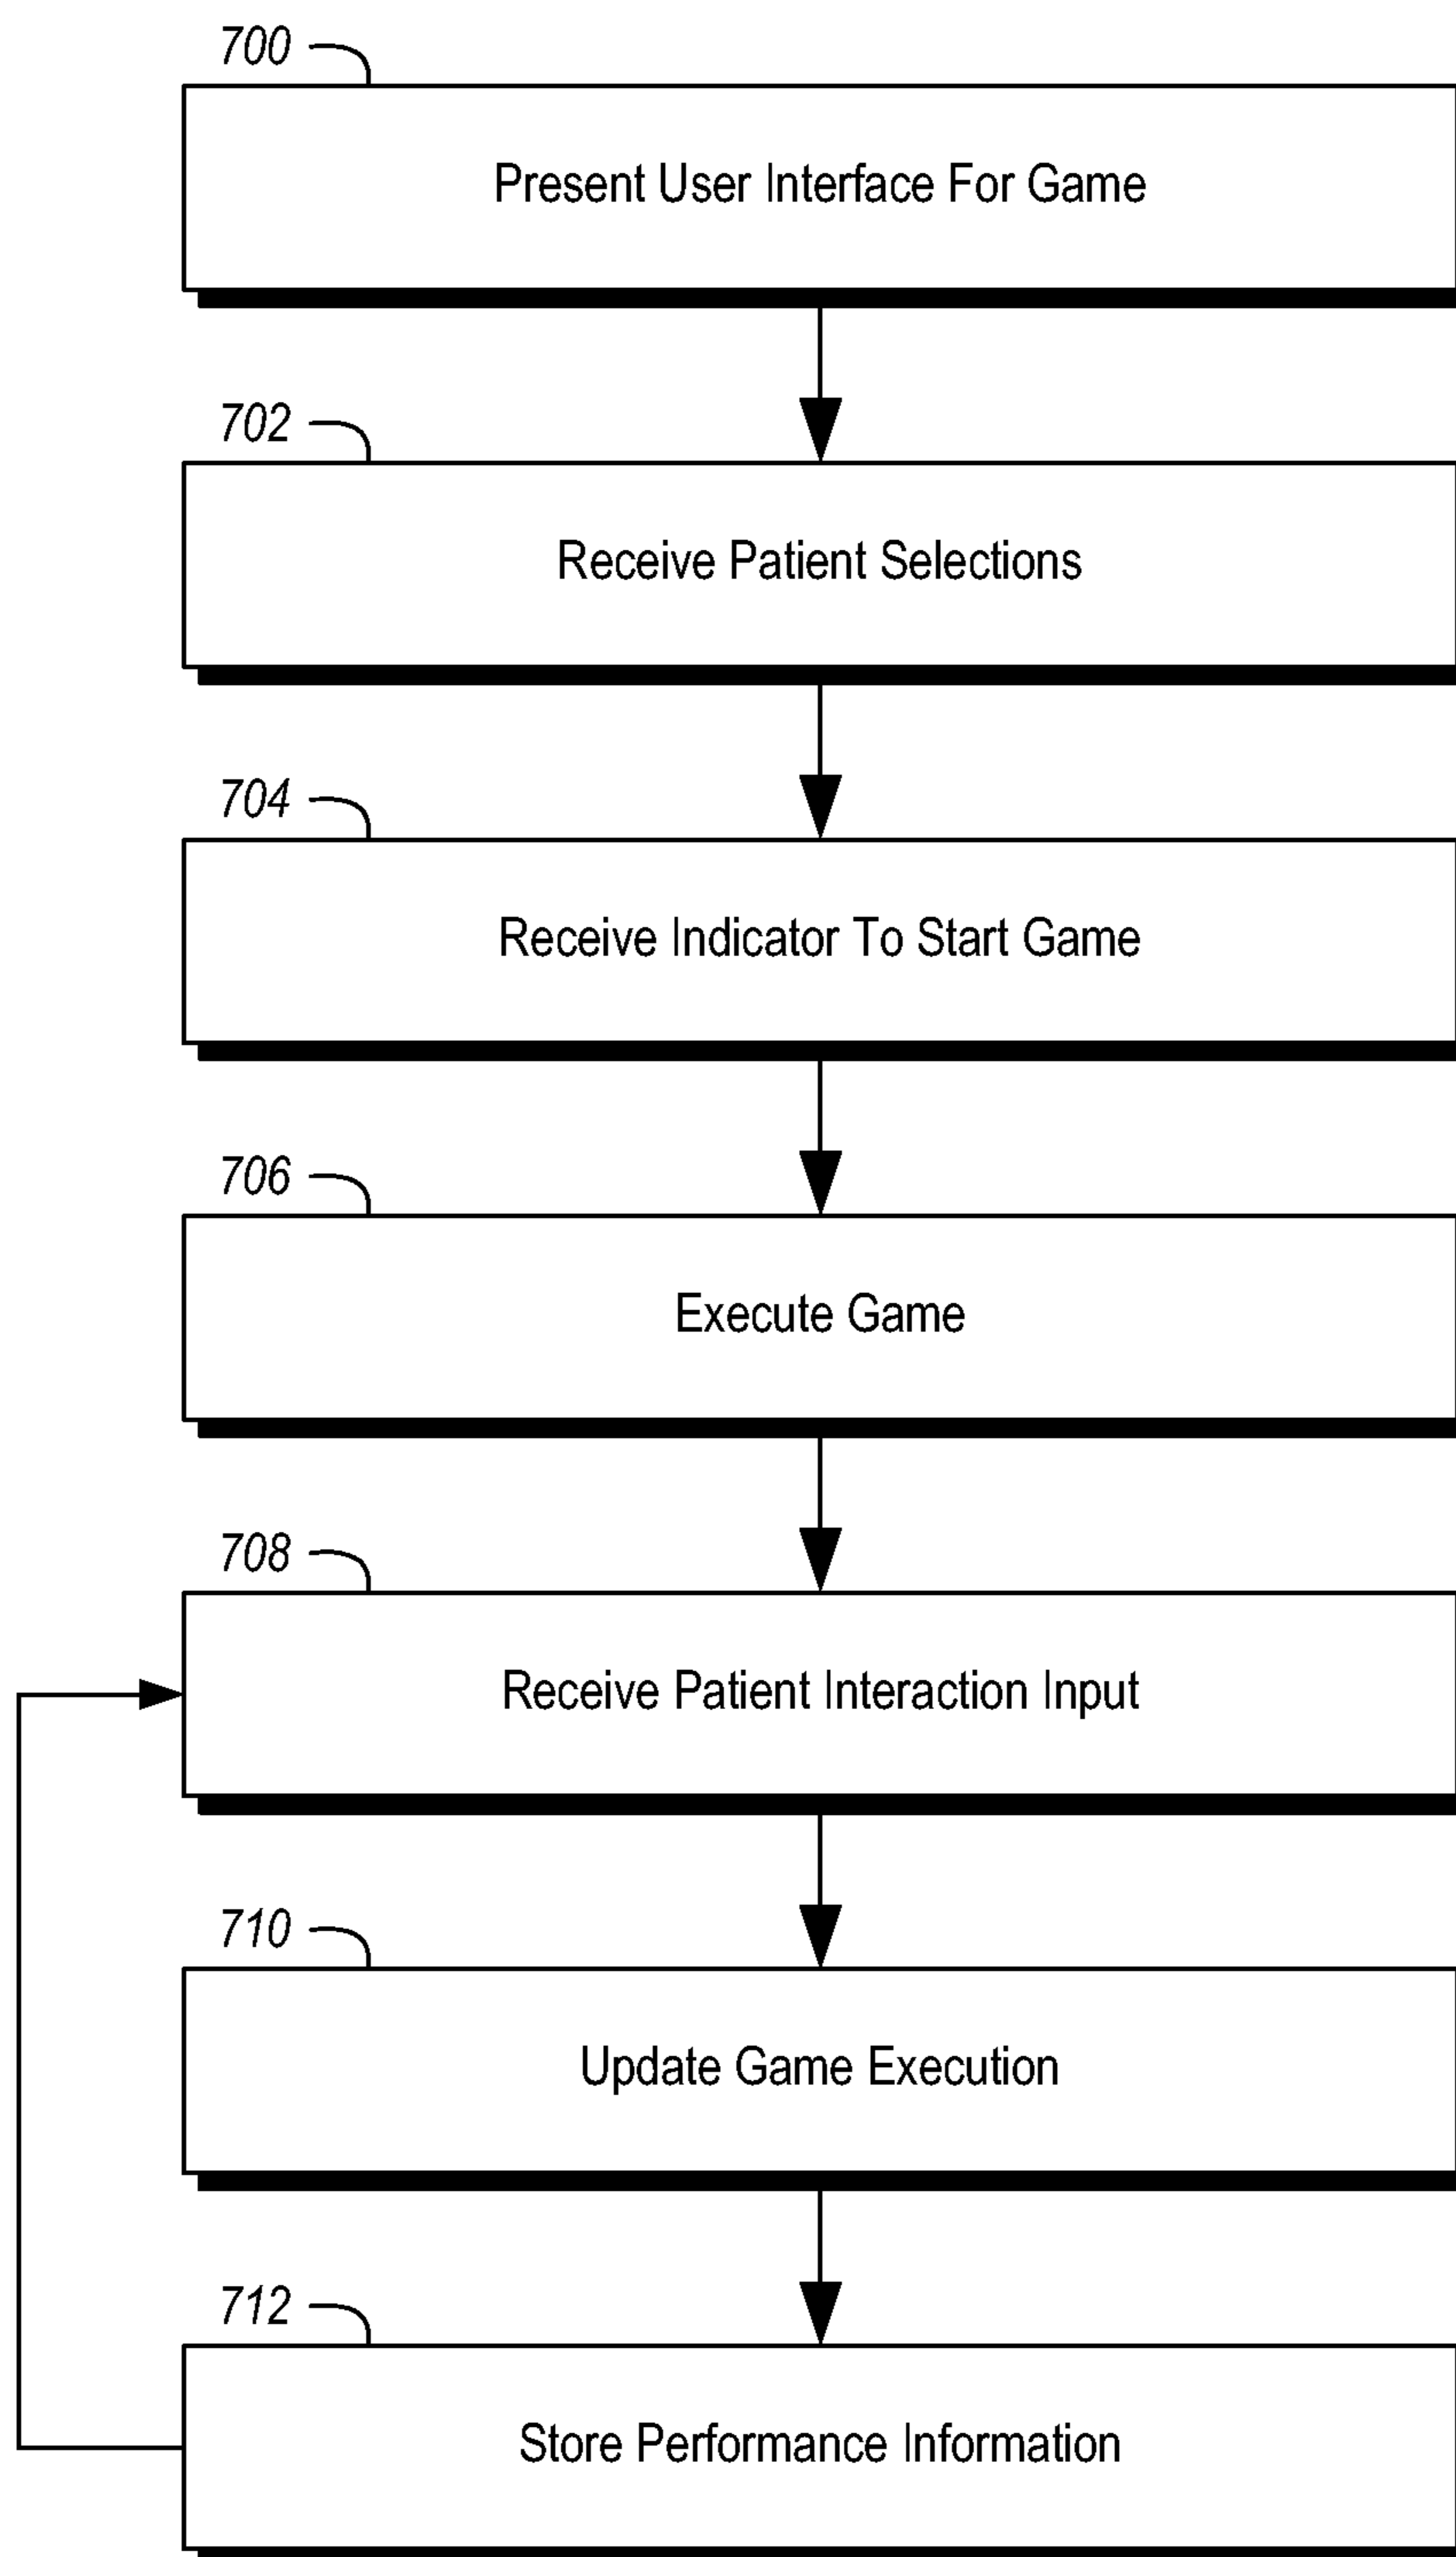 700
Present User Interface For Game
702
Receive Patient Selections
704
Receive Indicator To Start Game
706
Execute Game
708
Receive Patient Interaction Input
710
Update Game Execution
712
Store Performance Information